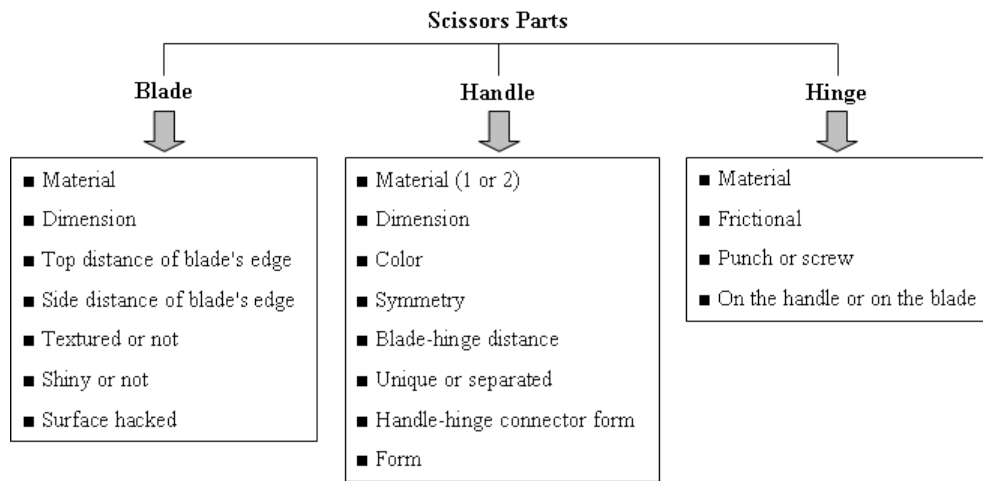 Scissors Parts
Blade
Handle
Hinge
■ Material
■ Dimension
■ Top distance of blade's edge
■ Side distance of blade's edge
■ Textured or not
■ Shiny or not
■ Surface hacked
■ Material (1 or 2)
■ Dimension
■ Color
■ Symmetry
■ Blade-hinge distance
■ Unique or separated
■ Handle-hinge connector form
■ Form
■ Material
■ Frictional
■ Punch or screw
■ On the handle or on the blade